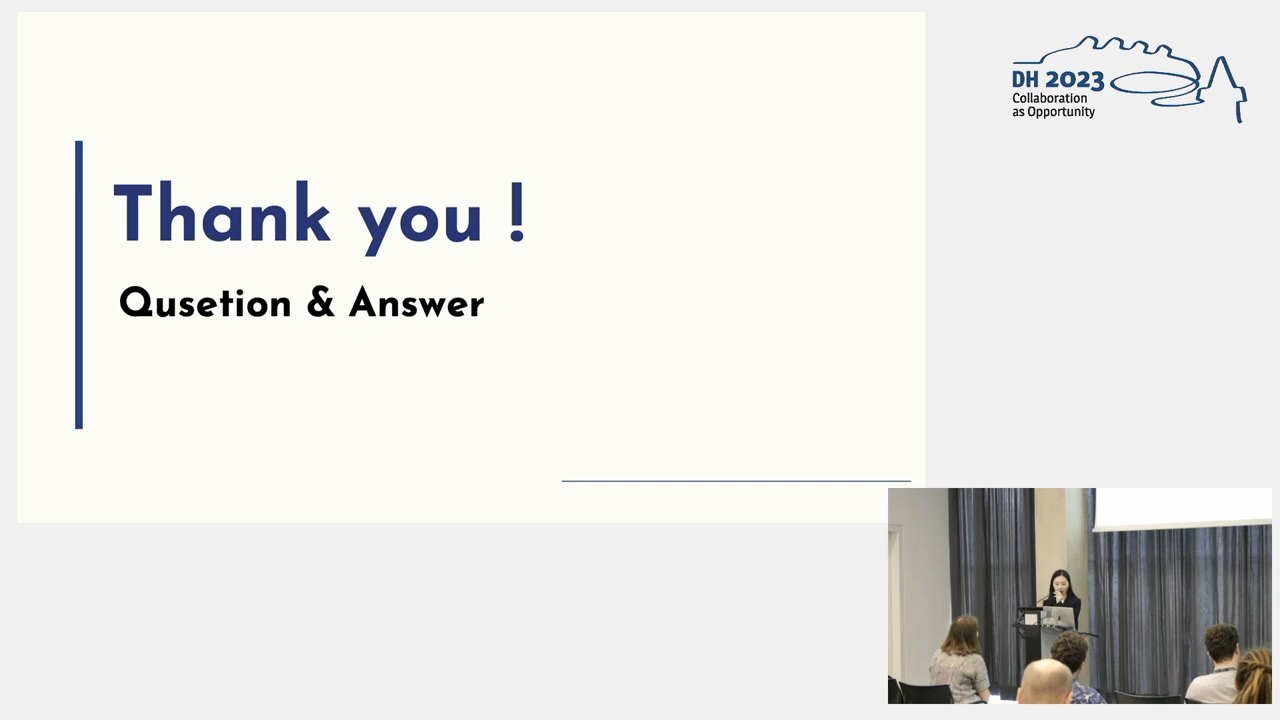 Thank you !
Qusetion & Answer
DH 2023
Collaboration
as Opportunity